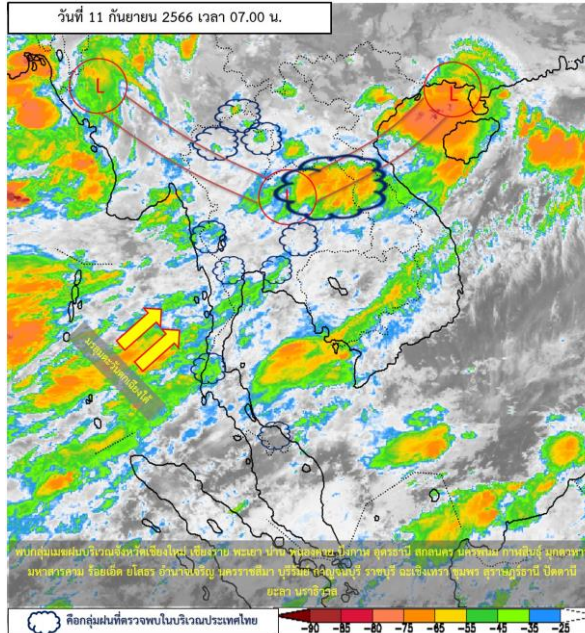 วันที่ 11 กันยายน 2566 เวลา 07.00 น.
L
L
มรสุมตะวันตกเฉียงใต้
พบกลุ่มเมฆฝนบริเวณจังหวัดเชียงใหม่ เชียงราย พะเยา น่าน หนองคาย บึงกาฬ อุดรธานี สกลนคร นครพนม กาฬสินธุ์ มุกดาหาร
มหาสารคาม ร้อยเอ็ด ยโสธร อำนาจเจริญ นครราชสีมา บุรีรัมย์ กาญจนบุรี ราชบุรี ฉะเชิงเทรา ชุมพร สุราษฎร์ธานี ปัตตานี
ยะลา นราธิวาส
คือกลุ่มฝนที่ตรวจพบในบริเวณประเทศไทย
-90 -85 -80 -75 -65 -55 -45 -35 -25